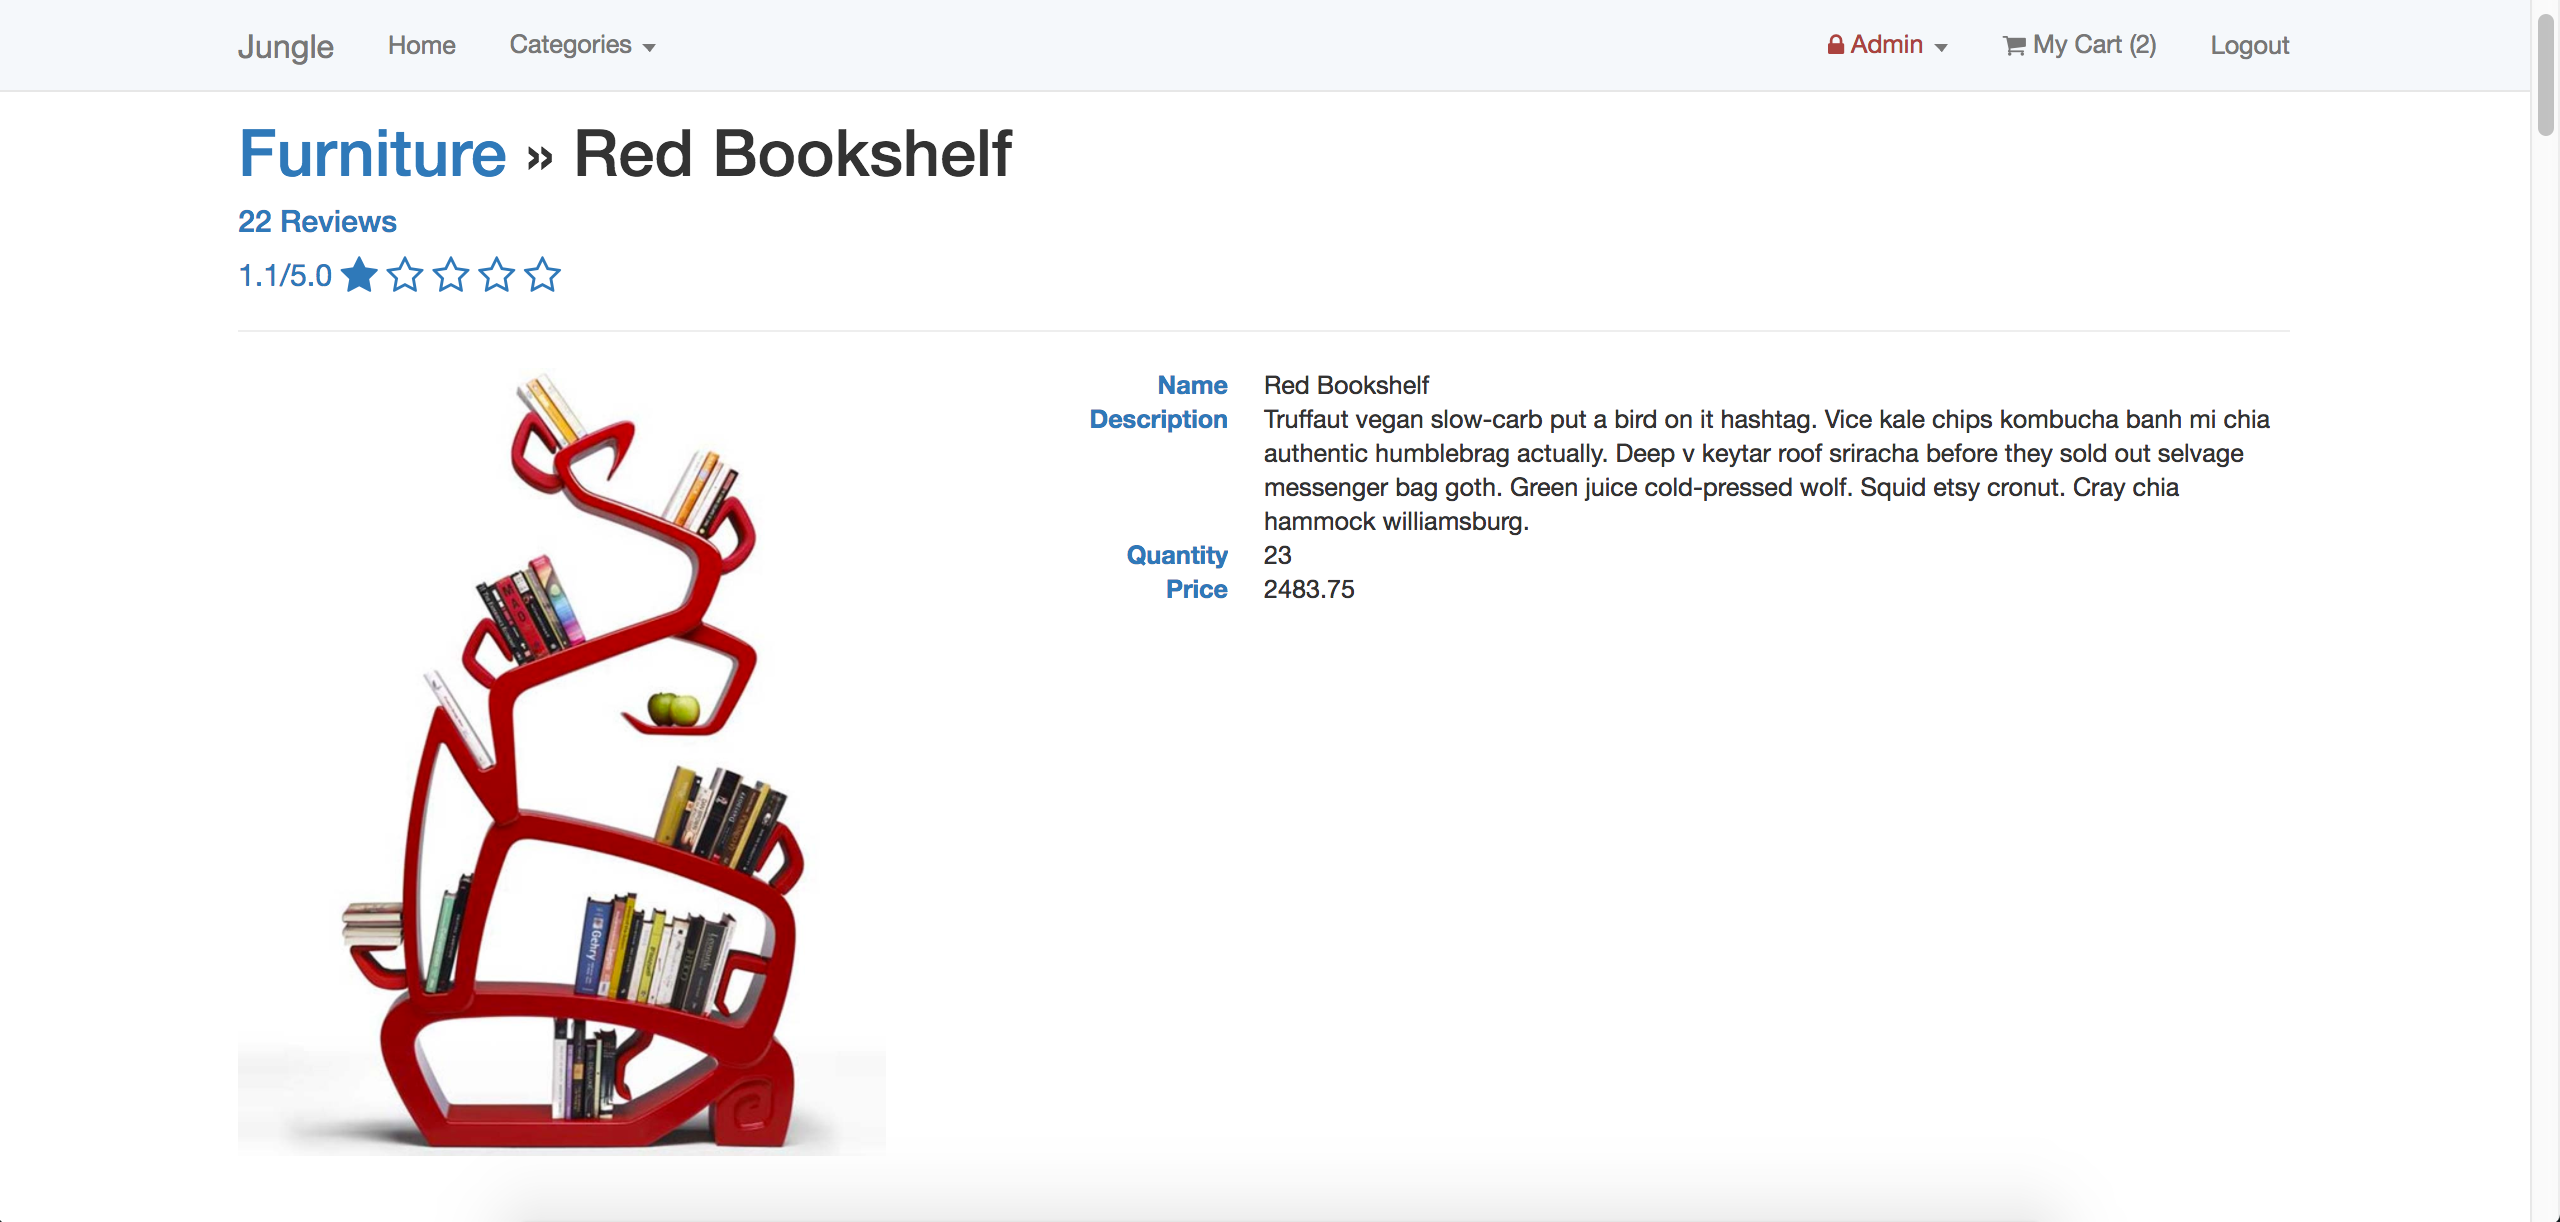 Jungle Home Categories Admin My Cart (2) Logout
Furniture » Red Bookshelf
22 Reviews
1.1/5.0
Name Red Bookshelf
Description Truffaut vegan slow-carb put a bird on it hashtag. Vice kale chips kombucha banh mi chia
authentic humblebrag actually. Deep v keytar roof sriracha before they sold out selvage
messenger bag goth. Green juice cold-pressed wolf. Squid etsy cronut. Cray chia
hammock williamsburg.
Quantity 23
Price 2483.75
Gehry